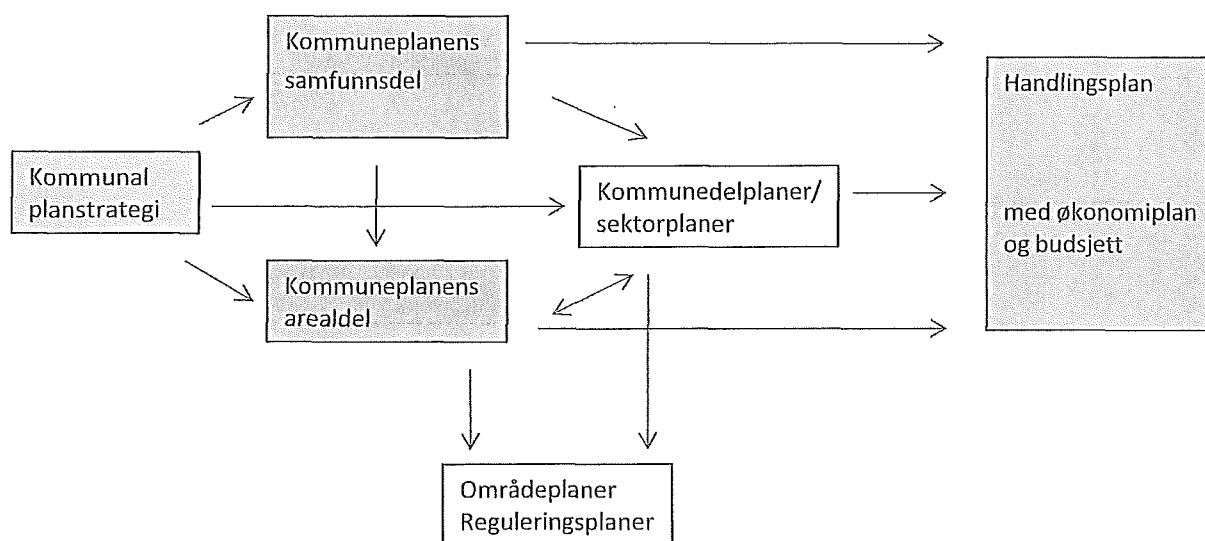 Kommuneplanens
samfunnsdel
Handlingsplan
Kommunal
planstrategi
Kommunedelplaner/
sektorplaner
med økonomiplan
og budsjett
Kommuneplanens
arealdel
Områdeplaner
Reguleringsplaner